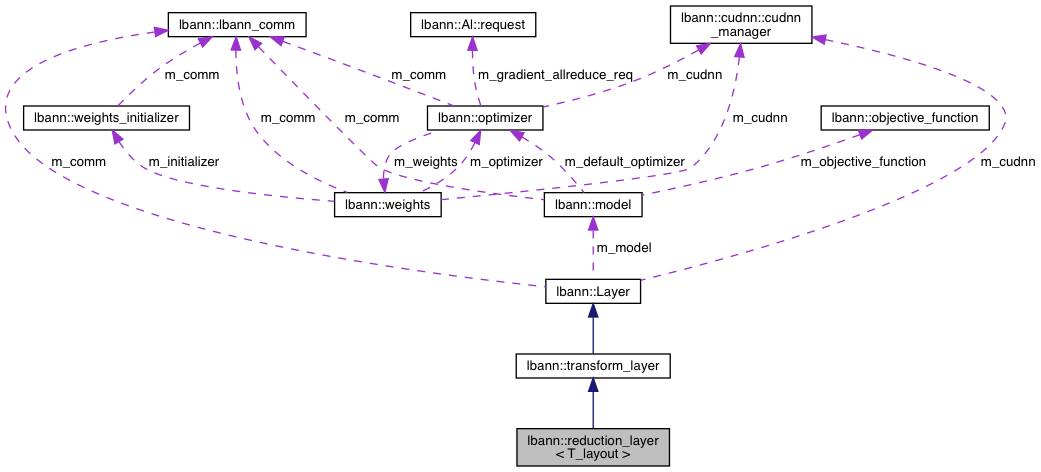 lbann::lbann_comm
lbann::Al::request
lbann::cudnn::cudnn
_manager
m_comm
m_comm
m_gradient_allreduce_req
m_cudnn
lbann::weights_initializer
m_comm
m_comm
lbann::optimizer
m_cudnn
lbann::objective_function
m_comm
m_initializer
m_weights
m_optimizer
m_default_optimizer
m_objective_function
m_cudnn
lbann::weights
lbann::model
m_model
lbann::Layer
lbann::transform_layer
lbann::reduction_layer
< T_layout >